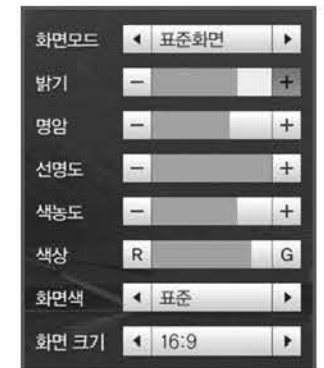 화면모드 ◀ 표준화면 ▶
밝기 − +
명암 − +
선명도 − +
색농도 − +
색상 R G
화면색 ◀ 표준 ▶
화면 크기 ◀ 16:9 ▶